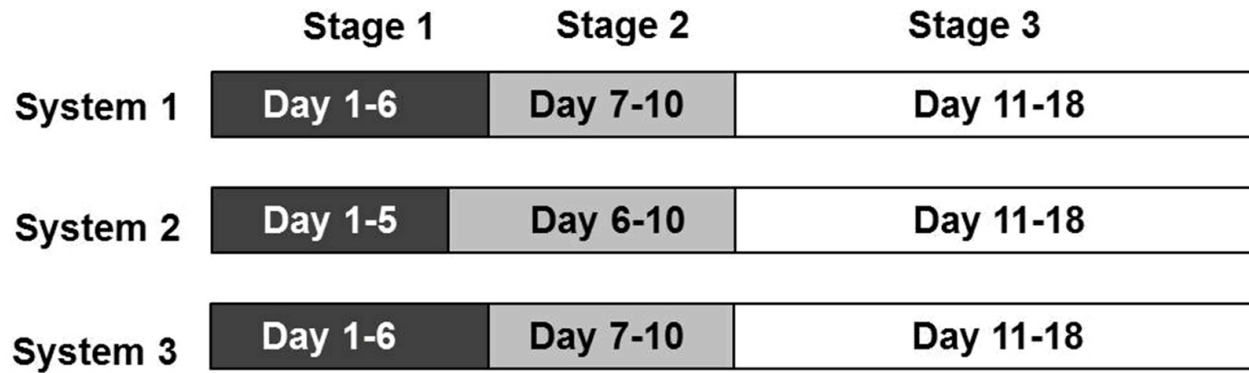 Stage 1 Stage 2 Stage 3
System 1 Day 1-6 Day 7-10 Day 11-18
System 2 Day 1-5 Day 6-10 Day 11-18
System 3 Day 1-6 Day 7-10 Day 11-18